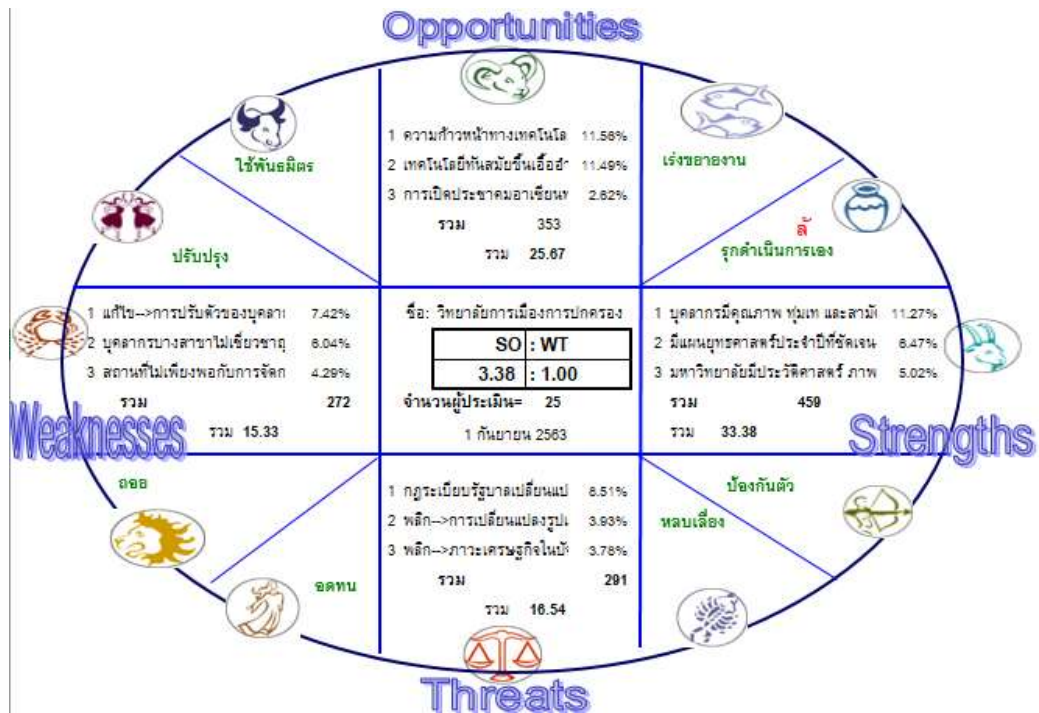 Opportunities
1 ความก้าวหน้าทางเทคโนโล 11.56%
2 เทคโนโลยีทันสมัยขึ้นเอื้ออำ 11.49%
3 การเปิดประชาคมอาเซียน 2.62%
รวม 353
รวม 25.67
ใช้พันธมิตร
เร่งขยายงาน
ปรับปรุง
รุกดำเนินการเอง
1 แก้ไข-->การปรับตัวของบุคลา 7.42%
2 บุคลากรบางสาขาไม่เชี่ยวชาญ 6.04%
3 สถานที่ไม่เพียงพอกับการจัดก 4.29%
รวม 272
รวม 15.33
Weaknesses
ชื่อ: วิทยาลัยการเมืองการปกครอง
SO : WT
3.38 : 1.00
จำนวนผู้ประเมิน= 25
1 กันยายน 2563
1 บุคลากรมีคุณภาพ ทุ่มเท และสามั 11.27%
2 มีแผนยุทธศาสตร์ประจำปีที่ชัดเจน 6.47%
3 มหาวิทยาลัยมีประวัติศาสตร์ ภาพ 5.02%
รวม 459
รวม 33.38
Strengths
ถอย
อดทน
1 กฎระเบียบรัฐบาลเปลี่ยนแป 6.51%
2 พลิก-->การเปลี่ยนแปลงรูปแ 3.93%
3 พลิก-->ภาวะเศรษฐกิจในปั 3.78%
รวม 291
รวม 16.54
ป้องกันตัว
หลบเลี่ยง
Threats